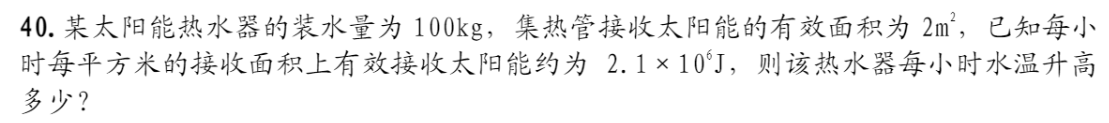 40. 某太阳能热水器的装水量为 100kg，集热管接收太阳能的有效面积为 2m²，已知每小
时每平方米的接收面积上有效接收太阳能约为 2.1×10⁶J，则该热水器每小时水温升高
多少？